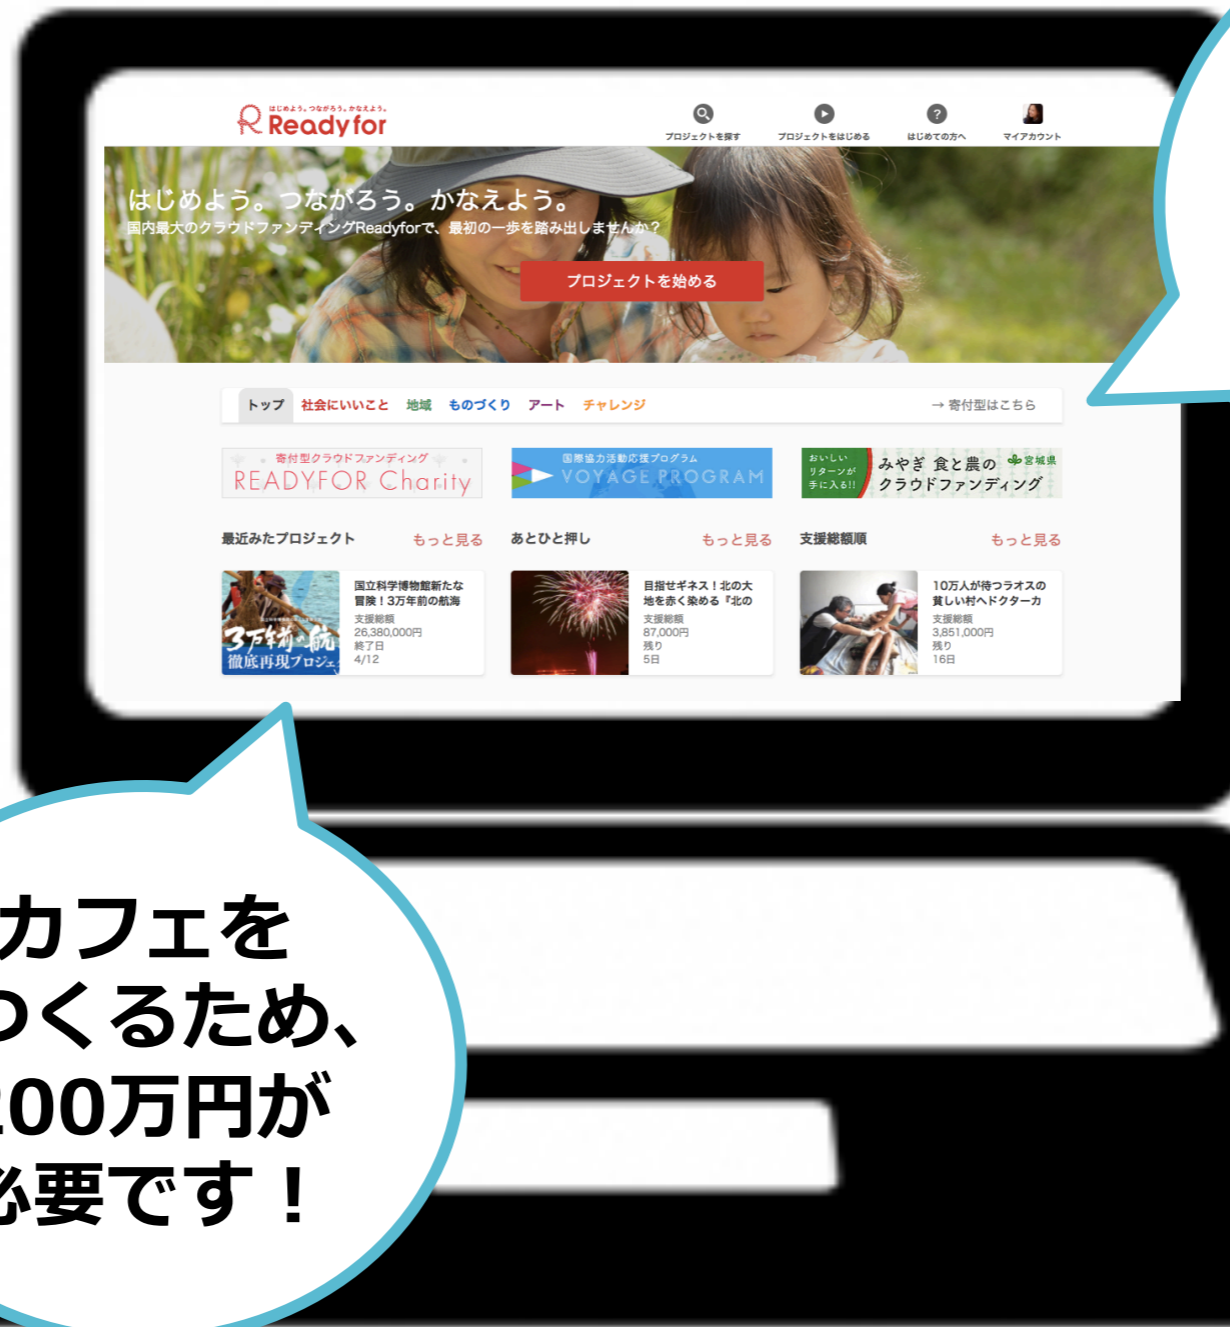 はじめよう。つながろう。かなえよう。
Readyfor
プロジェクトを探す
プロジェクトをはじめる
はじめての方へ
マイアカウント
はじめよう。つながろう。かなえよう。
国内最大のクラウドファンディングReadyforで、最初の一歩を踏み出しませんか?
プロジェクトを始める
トップ 社会にいいこと 地域 ものづくり アート チャレンジ → 寄付型はこちら
寄付型クラウドファンディング
READYFOR Charity
国際協力活動応援プログラム
VOYAGE PROGRAM
おいしい
リターンが
手に入る!!
みやぎ 食と農の
クラウドファンディング
宮城県
最近みたプロジェクト もっと見る
あとひと押し もっと見る
支援総額順 もっと見る
3万年前の航
徹底再現プロジェ
国立科学博物館新たな
冒険!3万年前の航海
支援総額
26,380,000円
終了日
4/12
目指せギネス!北の大
地を赤く染める『北の
支援総額
87,000円
残り
5日
10万人が待つラオスの
貧しい村へドクターカ
支援総額
3,851,000円
残り
16日
カフェを
つくるため、
200万円が
必要です!